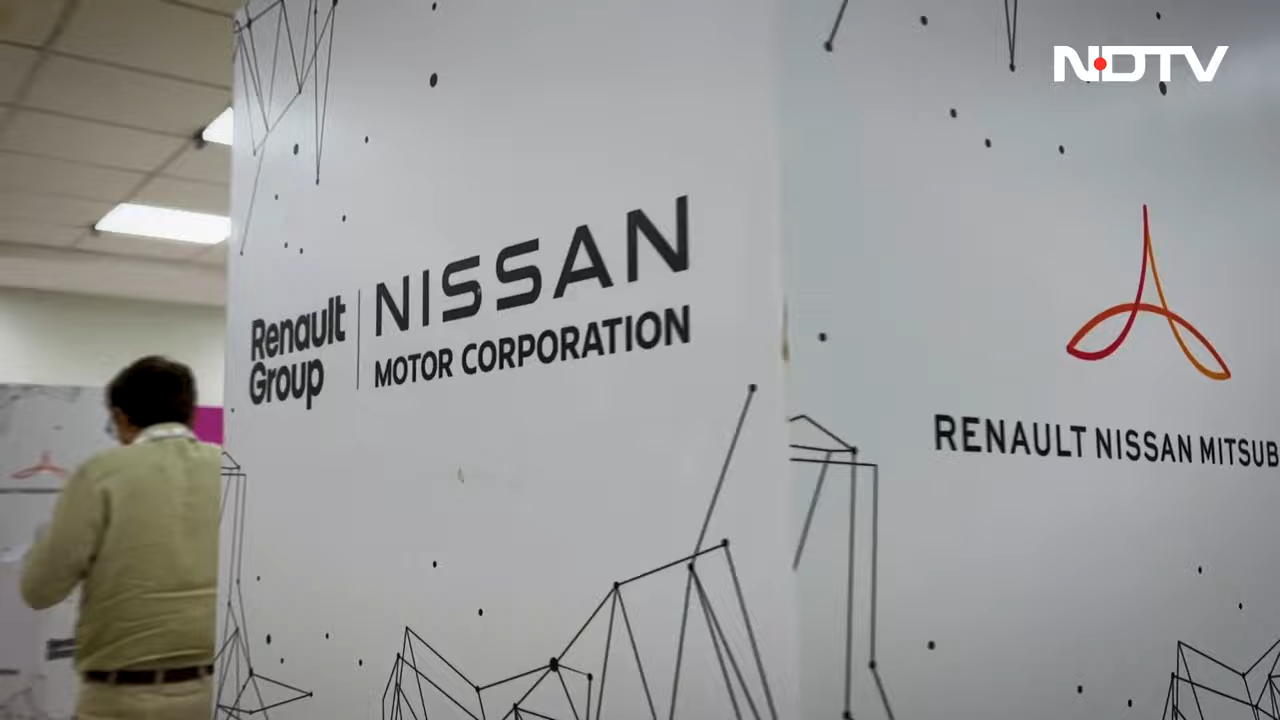 NDTV
Renault
Group
NISSAN
MOTOR CORPORATION
RENAULT NISSAN MITSUB